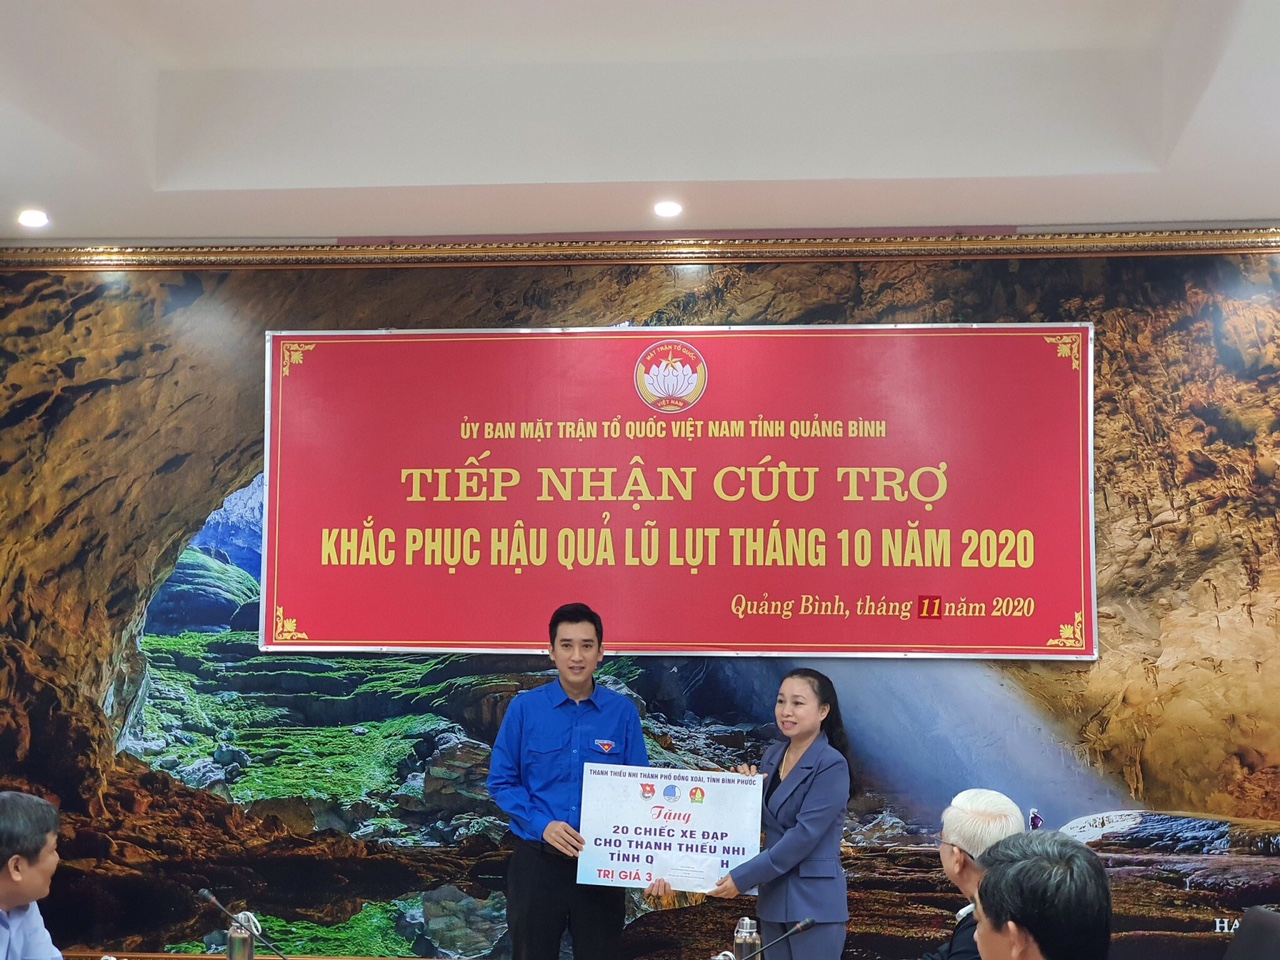 MẶT TRẬN TỔ QUỐC
VIỆT NAM
ỦY BAN MẶT TRẬN TỔ QUỐC VIỆT NAM TỈNH QUẢNG BÌNH
TIẾP NHẬN CỨU TRỢ
KHẮC PHỤC HẬU QUẢ LŨ LỤT THÁNG 10 NĂM 2020
Quảng Bình, tháng 11 năm 2020
THANH THIẾU NHI THÀNH PHỐ ĐỒNG XOÀI, TỈNH BÌNH PHƯỚC
Tặng
20 CHIẾC XE ĐẠP
CHO THANH THIẾU NHI
TỈNH Q H
TRỊ GIÁ 3
HA